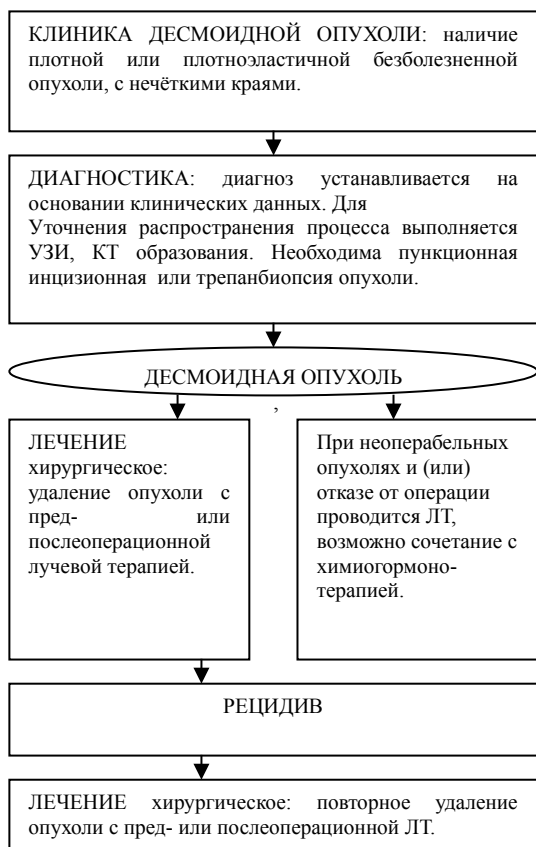 КЛИНИКА ДЕСМОИДНОЙ ОПУХОЛИ: наличие
плотной или плотноэластичной безболезненной
опухоли, с нечёткими краями.
ДИАГНОСТИКА: диагноз устанавливается на
основании клинических данных. Для
Уточнения распространения процесса выполняется
УЗИ, КТ образования. Необходима пункционная
инцизионная или трепанбиопсия опухоли.
ДЕСМОИДНАЯ ОПУХОЛЬ
,
ЛЕЧЕНИЕ
хирургическое:
удаление опухоли с
пред- или
послеоперационной
лучевой терапией.
При неоперабельных
опухолях и (или)
отказе от операции
проводится ЛТ,
возможно сочетание с
химиогормоно-
терапией.
РЕЦИДИВ
ЛЕЧЕНИЕ хирургическое: повторное удаление
опухоли с пред- или послеоперационной ЛТ.